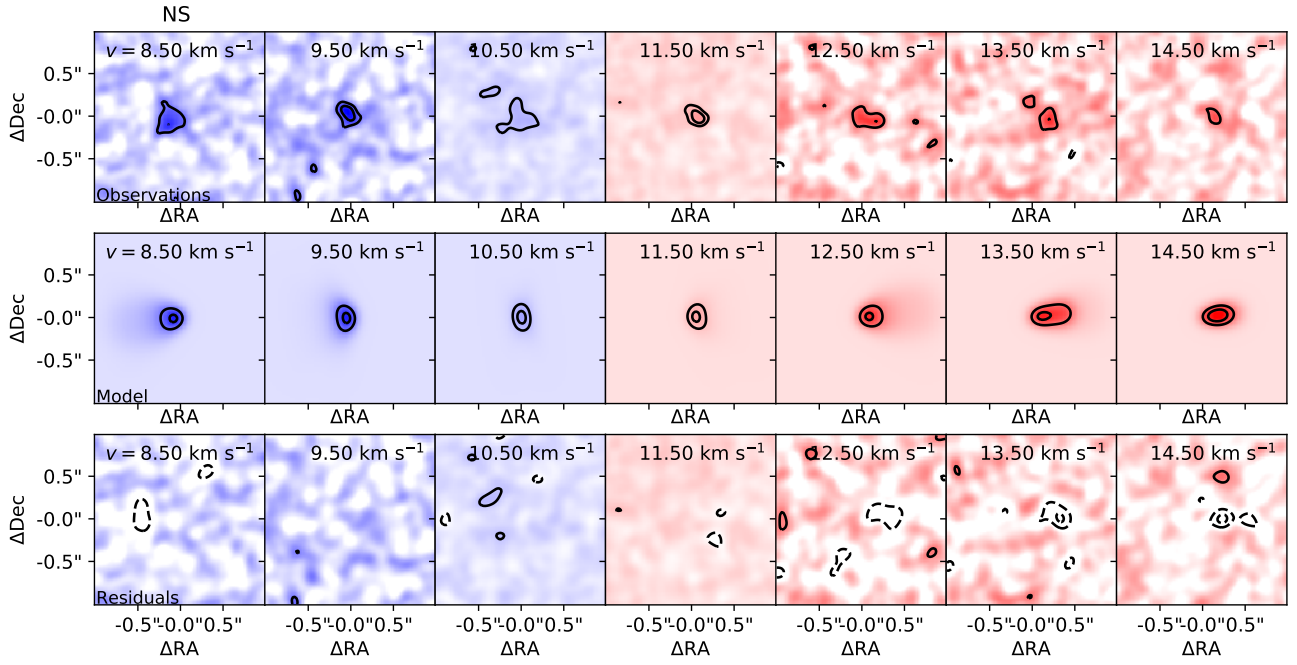 NS
v = 8.50 km s⁻¹ 9.50 km s⁻¹ 10.50 km s⁻¹ 11.50 km s⁻¹ 12.50 km s⁻¹ 13.50 km s⁻¹ 14.50 km s⁻¹
0.5"
-0.0"
-0.5"
ΔDec
Observations
ΔRA ΔRA ΔRA ΔRA ΔRA ΔRA ΔRA
v = 8.50 km s⁻¹ 9.50 km s⁻¹ 10.50 km s⁻¹ 11.50 km s⁻¹ 12.50 km s⁻¹ 13.50 km s⁻¹ 14.50 km s⁻¹
0.5"
-0.0"
-0.5"
ΔDec
Model
ΔRA ΔRA ΔRA ΔRA ΔRA ΔRA ΔRA
v = 8.50 km s⁻¹ 9.50 km s⁻¹ 10.50 km s⁻¹ 11.50 km s⁻¹ 12.50 km s⁻¹ 13.50 km s⁻¹ 14.50 km s⁻¹
0.5"
-0.0"
-0.5"
ΔDec
Residuals
-0.5"0.0"0.5" -0.5"0.0"0.5" -0.5"0.0"0.5" -0.5"0.0"0.5" -0.5"0.0"0.5" -0.5"0.0"0.5" -0.5"0.0"0.5"
ΔRA ΔRA ΔRA ΔRA ΔRA ΔRA ΔRA